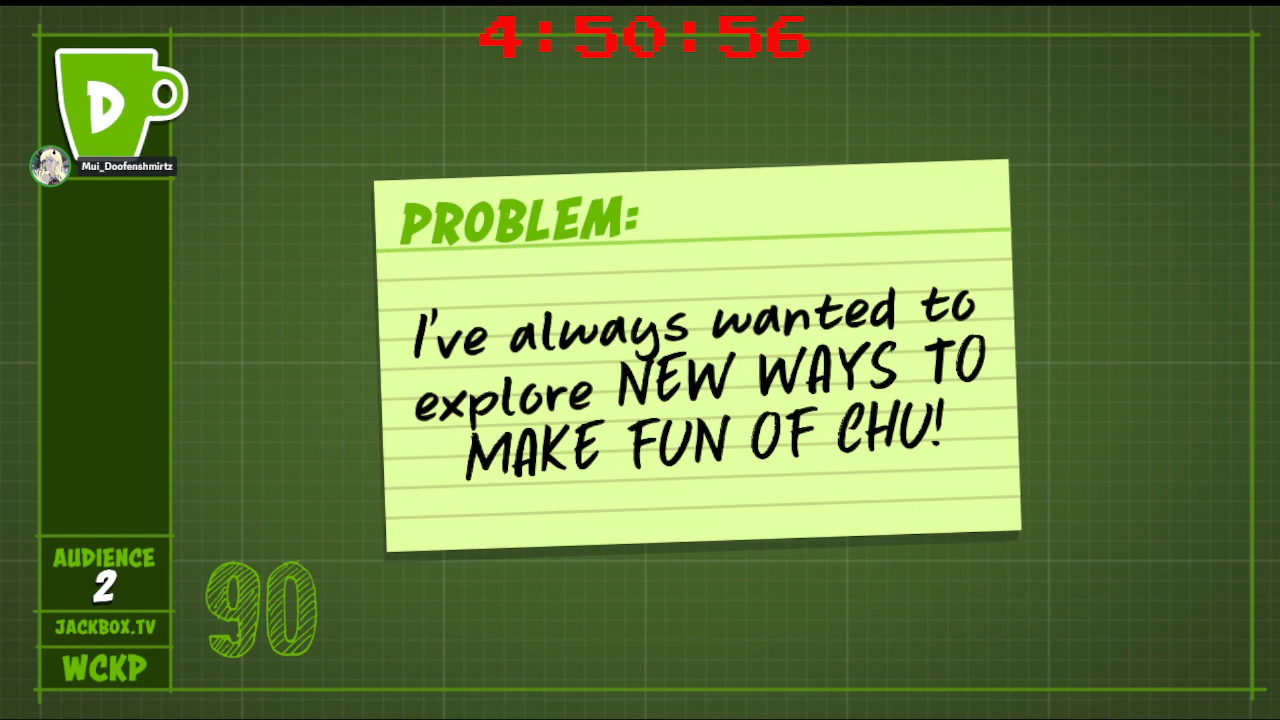 4:50:56
D
Mui_Doofenshmirtz
PROBLEM:
I've always wanted to
explore NEW WAYS TO
MAKE FUN OF CHU!
AUDIENCE
2
JACKBOX.TV
WCKP
90